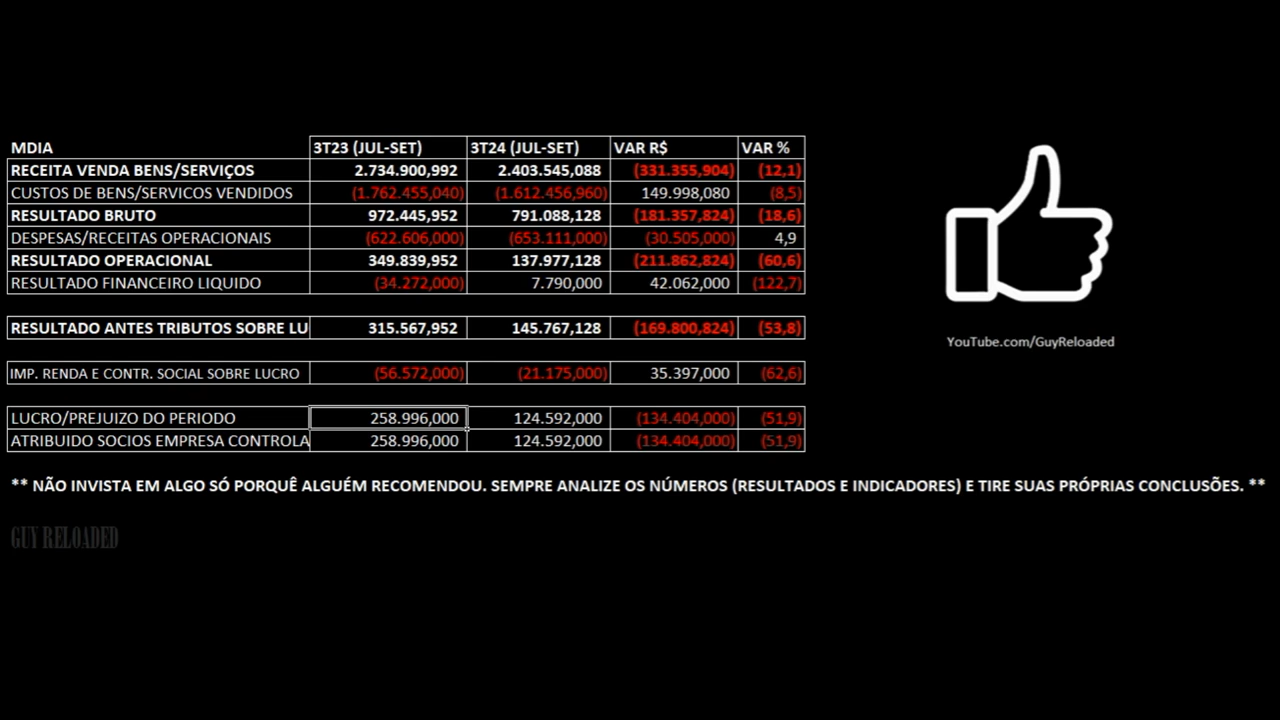 MDIA 3T23 (JUL-SET) 3T24 (JUL-SET) VAR R$ VAR %
RECEITA VENDA BENS/SERVIÇOS 2.734.900,992 2.403.545,088 (331.355,904) (12,1)
CUSTOS DE BENS/SERVICOS VENDIDOS (1.762.455,040) (1.612.456,960) 149.998,080 (8,5)
RESULTADO BRUTO 972.445,952 791.088,128 (181.357,824) (18,6)
DESPESAS/RECEITAS OPERACIONAIS (622.606,000) (653.111,000) (30.505,000) 4,9
RESULTADO OPERACIONAL 349.839,952 137.977,128 (211.862,824) (60,6)
RESULTADO FINANCEIRO LIQUIDO (34.272,000) 7.790,000 42.062,000 (122,7)
RESULTADO ANTES TRIBUTOS SOBRE LU 315.567,952 145.767,128 (169.800,824) (53,8)
YouTube.com/GuyReloaded
IMP. RENDA E CONTR. SOCIAL SOBRE LUCRO (56.572,000) (21.175,000) 35.397,000 (62,6)
LUCRO/PREJUIZO DO PERIODO 258.996,000 124.592,000 (134.404,000) (51,9)
ATRIBUIDO SOCIOS EMPRESA CONTROLA 258.996,000 124.592,000 (134.404,000) (51,9)
** NÃO INVISTA EM ALGO SÓ PORQUÊ ALGUÉM RECOMENDOU. SEMPRE ANALIZE OS NÚMEROS (RESULTADOS E INDICADORES) E TIRE SUAS PRÓPRIAS CONCLUSÕES. **
GUY RELOADED